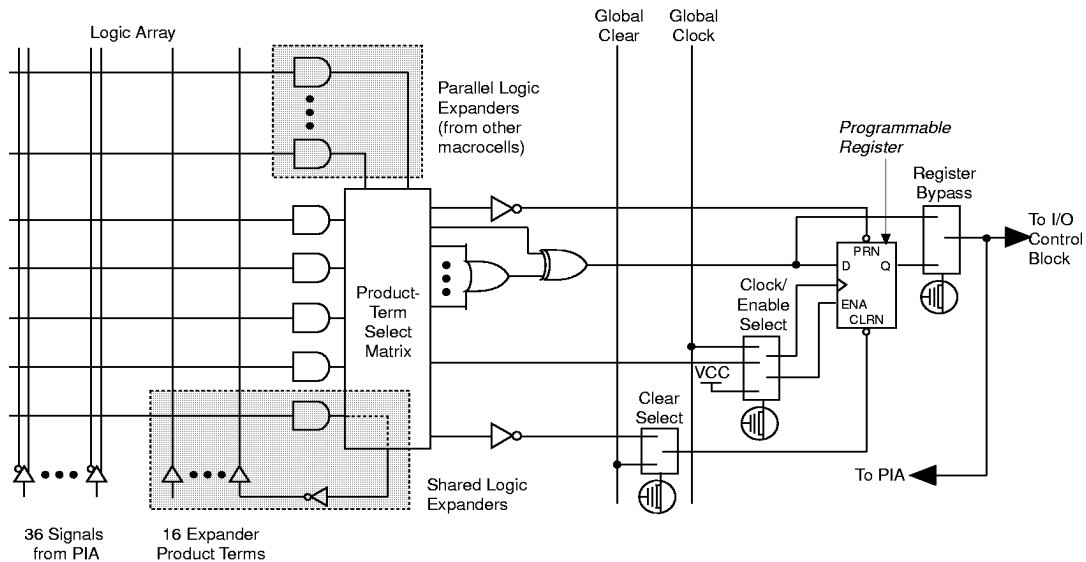 Logic Array
Global
Clear
Global
Clock
Parallel Logic
Expanders
(from other
macrocells)
Programmable
Register
Register
Bypass
To I/O
Control
Block
PRN
D
Q
ENA
CLRN
Clock/
Enable
Select
Product-
Term
Select
Matrix
VCC
Clear
Select
To PIA
Shared Logic
Expanders
36 Signals
from PIA
16 Expander
Product Terms